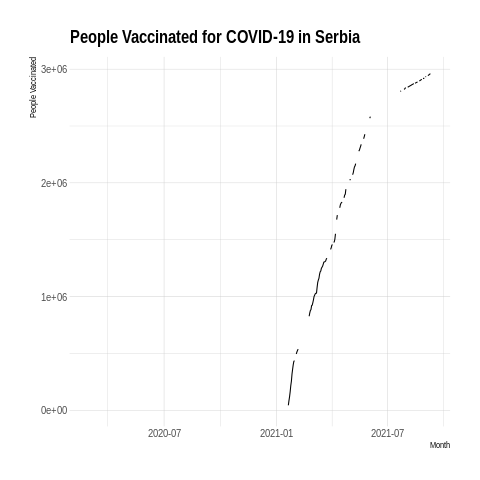 People Vaccinated for COVID-19 in Serbia
People Vaccinated
3e+06
2e+06
1e+06
0e+00
2020-07
2021-01
2021-07
Month